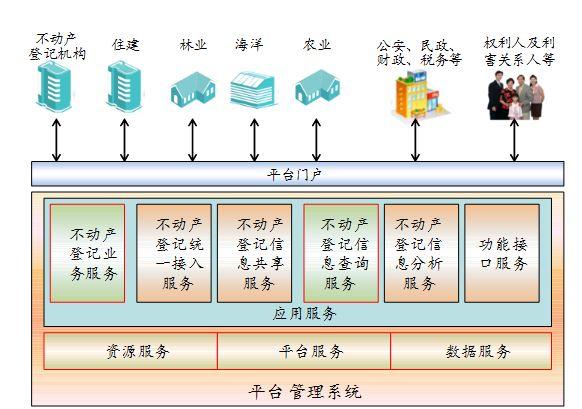 不动产
登记机构
住建
林业
海洋
农业
公安、民政、
财政、税务等
权利人及利
害关系人等
平台门户
不动产
登记业
务服务
不动产
登记统
一接入
服务
不动产
登记信
息共享
服务
不动产
登记信
息查询
服务
不动产
登记信
息分析
服务
功能接
口服务
应用服务
资源服务
平台服务
数据服务
平台管理系统